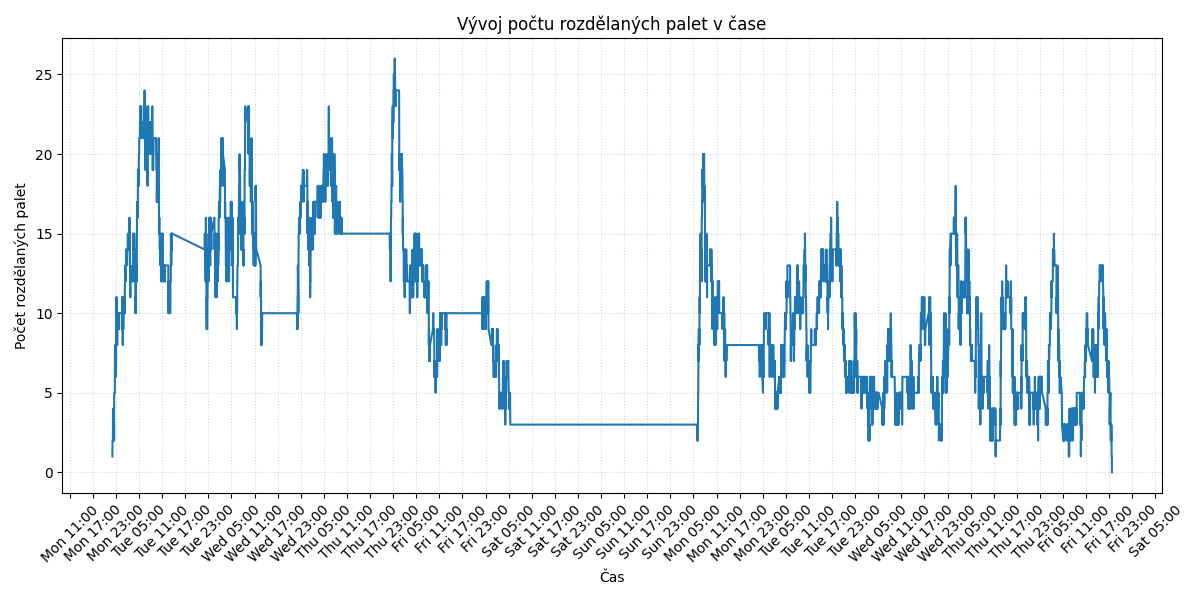 Vývoj počtu rozdělaných palet v čase
Počet rozdělaných palet
25
20
15
10
5
0
Mon 11:00
Mon 17:00
Mon 23:00
Tue 05:00
Tue 11:00
Tue 17:00
Tue 23:00
Wed 05:00
Wed 11:00
Wed 17:00
Wed 23:00
Thu 05:00
Thu 11:00
Thu 17:00
Thu 23:00
Fri 05:00
Fri 11:00
Fri 17:00
Fri 23:00
Sat 05:00
Sat 11:00
Sat 17:00
Sat 23:00
Sun 05:00
Sun 11:00
Sun 17:00
Sun 23:00
Mon 05:00
Mon 11:00
Mon 17:00
Mon 23:00
Tue 05:00
Tue 11:00
Tue 17:00
Tue 23:00
Wed 05:00
Wed 11:00
Wed 17:00
Wed 23:00
Thu 05:00
Thu 11:00
Thu 17:00
Thu 23:00
Fri 05:00
Fri 11:00
Fri 17:00
Fri 23:00
Sat 05:00
Čas